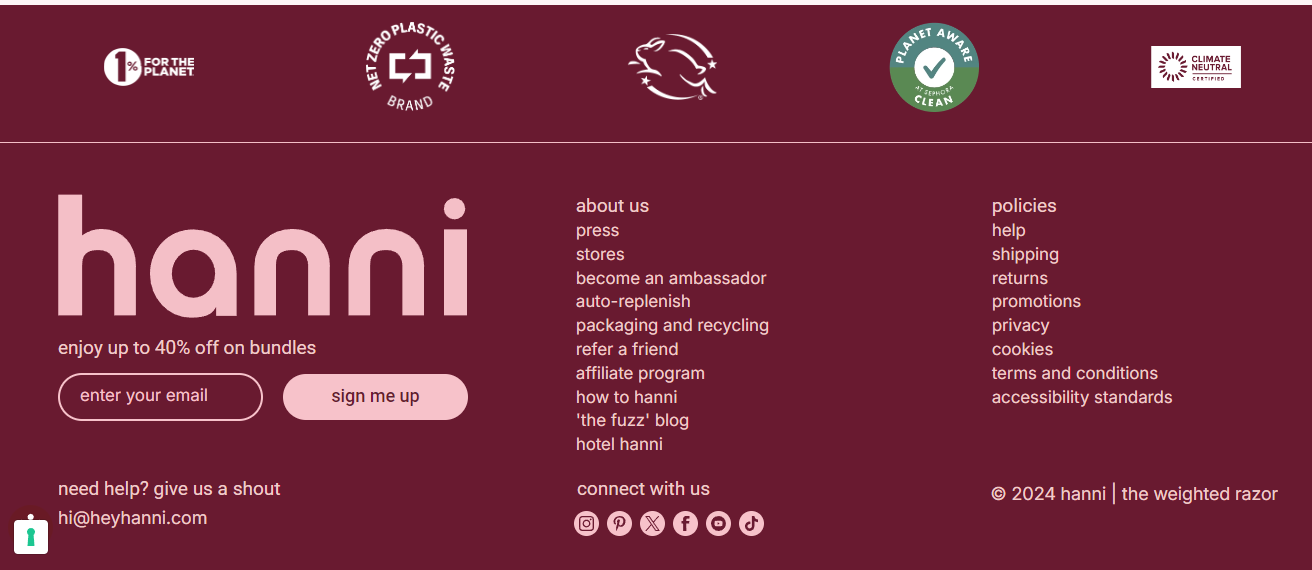 1% FOR THE
PLANET
NET ZERO PLASTIC WASTE
BRAND
PLANET AWARE
AT SEPHORA
CLEAN
CLIMATE
NEUTRAL
CERTIFIED
hanni
enjoy up to 40% off on bundles
enter your email
sign me up
need help? give us a shout
hi@heyhanni.com
about us
press
stores
become an ambassador
auto-replenish
packaging and recycling
refer a friend
affiliate program
how to hanni
'the fuzz' blog
hotel hanni
connect with us
policies
help
shipping
returns
promotions
privacy
cookies
terms and conditions
accessibility standards
© 2024 hanni | the weighted razor